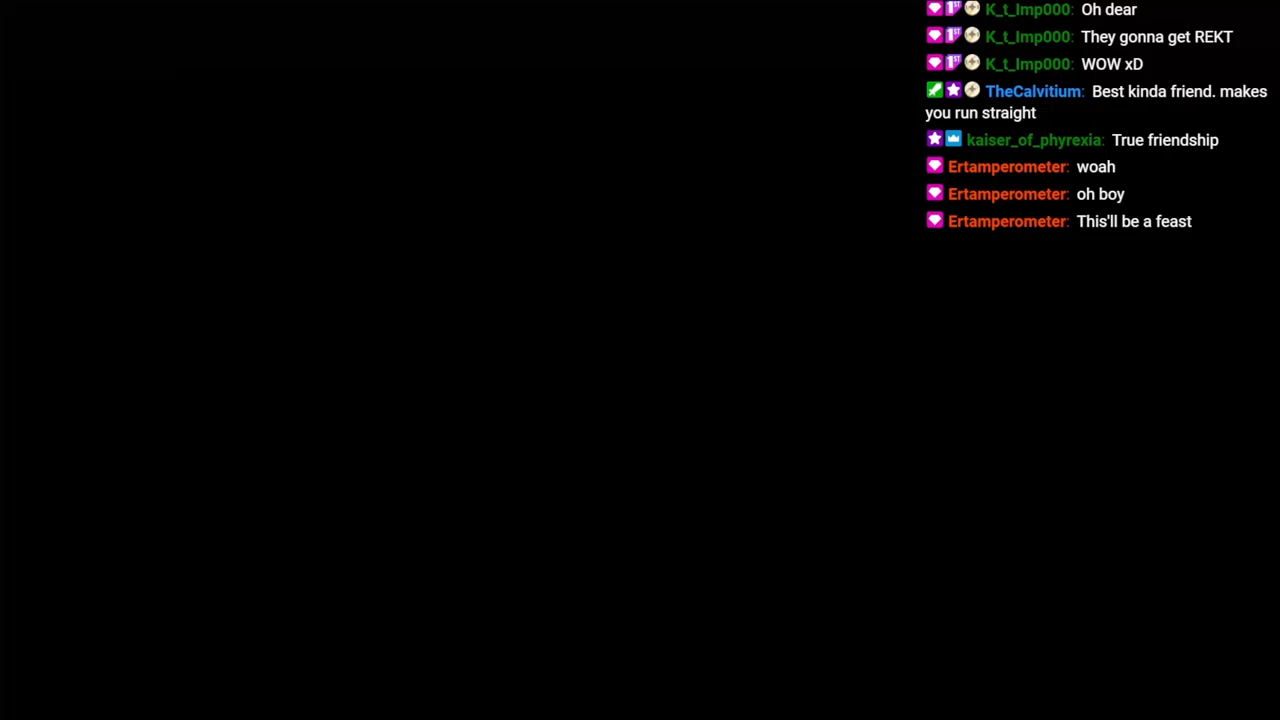 K_t_Imp000: Oh dear
K_t_Imp000: They gonna get REKT
K_t_Imp000: WOW xD
TheCalvitium: Best kinda friend. makes
you run straight
kaiser_of_phyrexia: True friendship
Ertamperometer: woah
Ertamperometer: oh boy
Ertamperometer: This'll be a feast